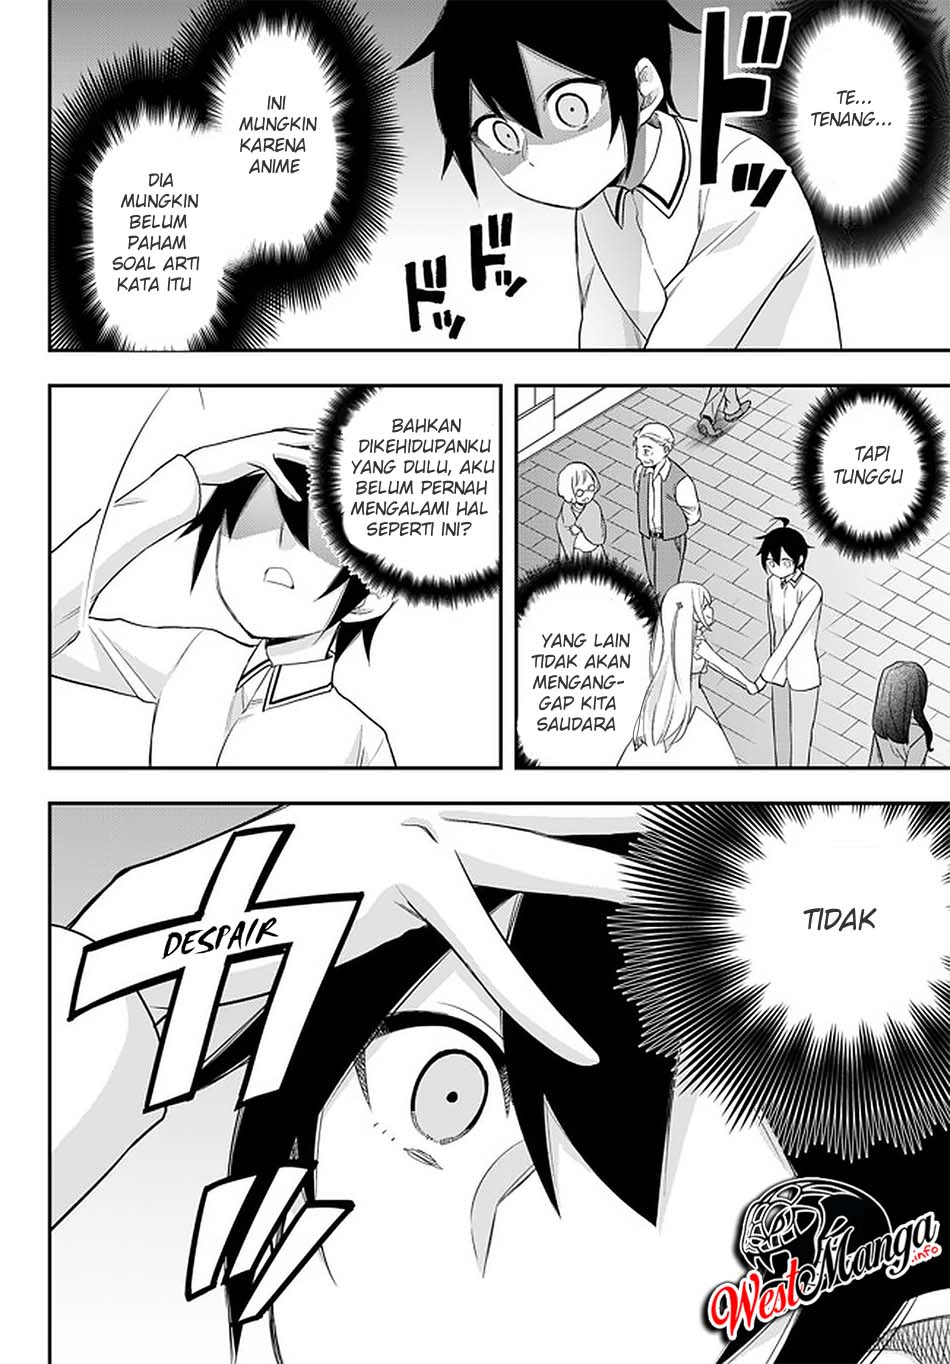 TE...
TENANG...
INI
MUNGKIN
KARENA
ANIME
DIA
MUNGKIN
BELUM
PAHAM
SOAL ARTI
KATA ITU
ドッ
ドッ
ドッ
TAPI
TUNGGU
YANG LAIN
TIDAK AKAN
MENGANG-
GAP KITA
SAUDARA
BAHKAN
DIKEHIDUPANKU
YANG DULU, AKU
BELUM PERNAH
MENGALAMI HAL
SEPERTI INI?
TIDAK
DESPAIR
WestManga
.info